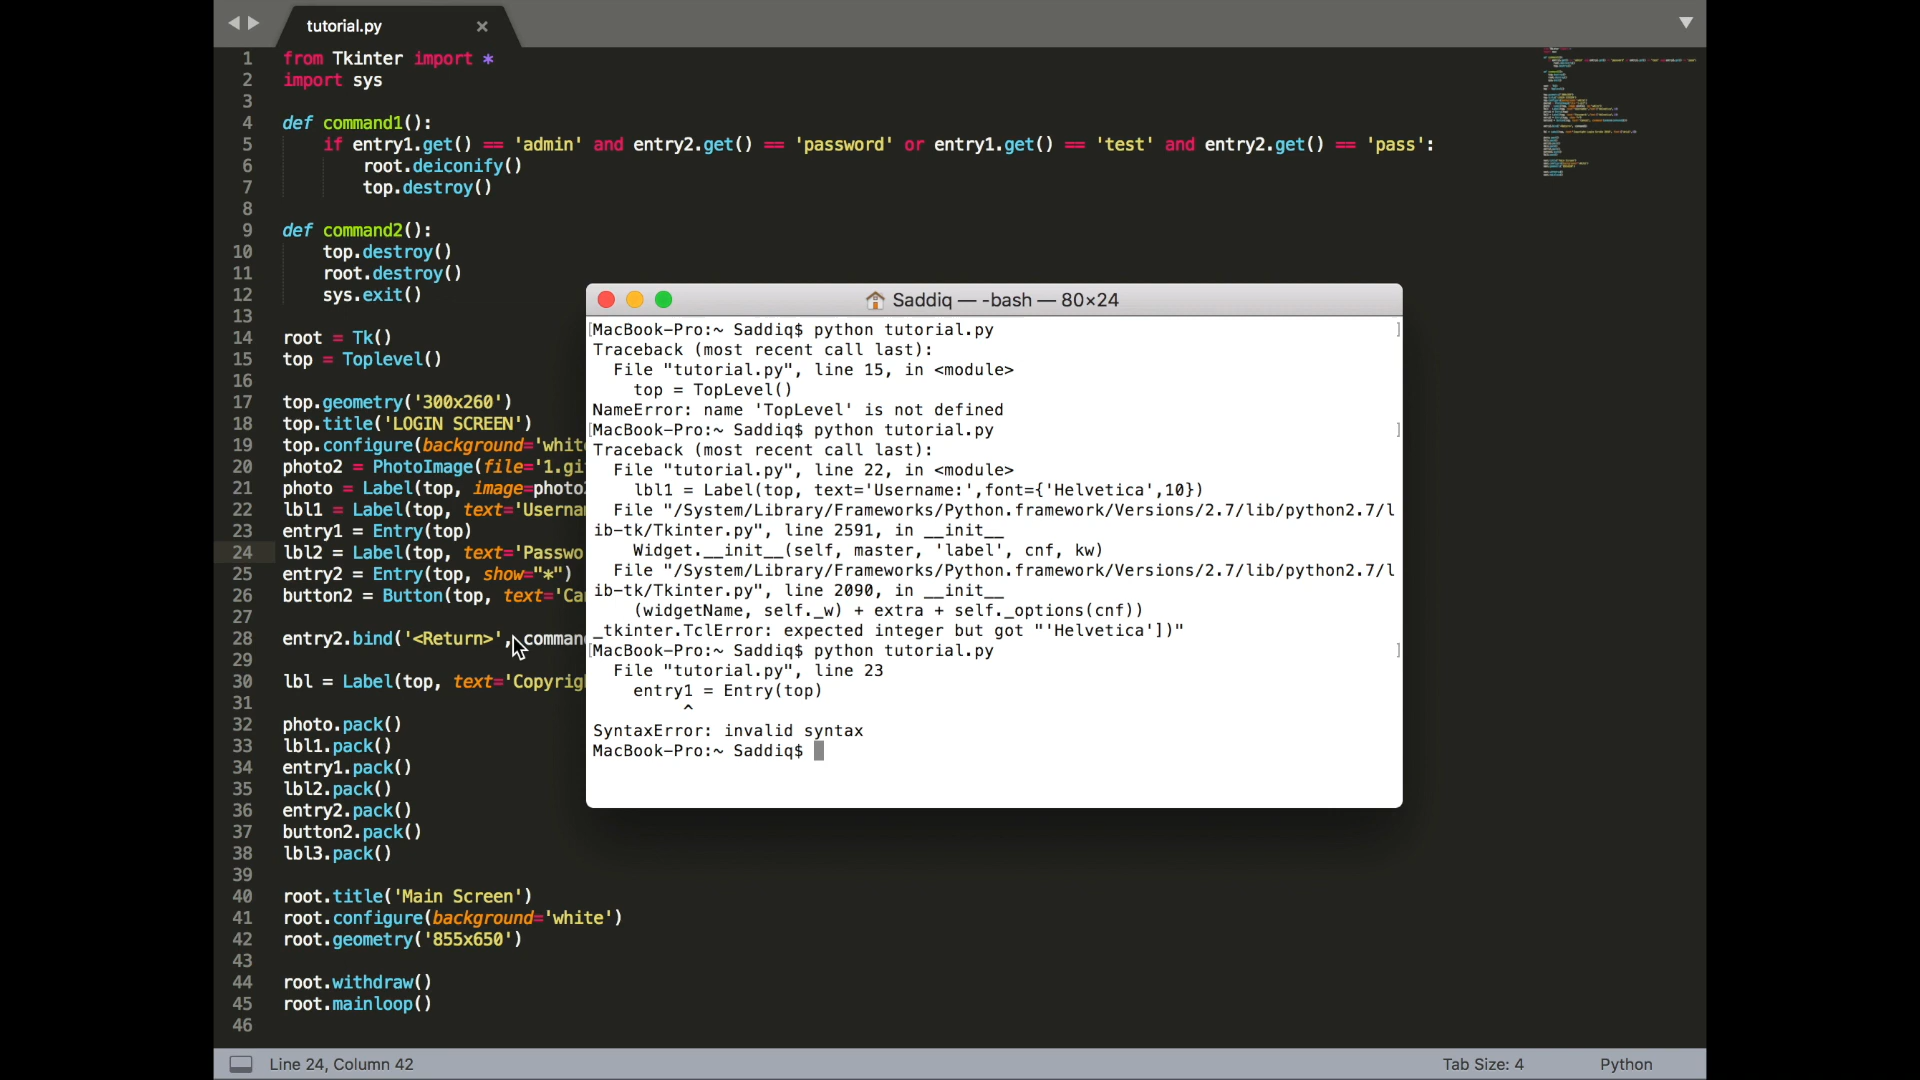 tutorial.py
1 from Tkinter import *
2 import sys
3
4 def command1():
5 if entry1.get() == 'admin' and entry2.get() == 'password' or entry1.get() == 'test' and entry2.get() == 'pass':
6 root.deiconify()
7 top.destroy()
8
9 def command2():
10 top.destroy()
11 root.destroy()
12 sys.exit()
13
14 root = Tk()
15 top = Toplevel()
16
17 top.geometry('300x260')
18 top.title('LOGIN SCREEN')
19 top.configure(background='whit
20 photo2 = PhotoImage(file='1.gi
21 photo = Label(top, image=photo
22 lbl1 = Label(top, text='Userna
23 entry1 = Entry(top)
24 lbl2 = Label(top, text='Passwo
25 entry2 = Entry(top, show="*")
26 button2 = Button(top, text='Ca
27
28 entry2.bind('<Return>', comman
29
30 lbl = Label(top, text='Copyrig
31
32 photo.pack()
33 lbl1.pack()
34 entry1.pack()
35 lbl2.pack()
36 entry2.pack()
37 button2.pack()
38 lbl3.pack()
39
40 root.title('Main Screen')
41 root.configure(background='white')
42 root.geometry('855x650')
43
44 root.withdraw()
45 root.mainloop()
46
Saddiq — -bash — 80×24
[MacBook-Pro:~ Saddiq$ python tutorial.py ]
Traceback (most recent call last):
File "tutorial.py", line 15, in <module>
top = TopLevel()
NameError: name 'TopLevel' is not defined
[MacBook-Pro:~ Saddiq$ python tutorial.py ]
Traceback (most recent call last):
File "tutorial.py", line 22, in <module>
lbl1 = Label(top, text='Username:',font={'Helvetica',10})
File "/System/Library/Frameworks/Python.framework/Versions/2.7/lib/python2.7/l
ib-tk/Tkinter.py", line 2591, in __init__
Widget.__init__(self, master, 'label', cnf, kw)
File "/System/Library/Frameworks/Python.framework/Versions/2.7/lib/python2.7/l
ib-tk/Tkinter.py", line 2090, in __init__
(widgetName, self._w) + extra + self._options(cnf))
_tkinter.TclError: expected integer but got "'Helvetica'])"
[MacBook-Pro:~ Saddiq$ python tutorial.py ]
File "tutorial.py", line 23
entry1 = Entry(top)
^
SyntaxError: invalid syntax
MacBook-Pro:~ Saddiq$
Line 24, Column 42
Tab Size: 4
Python